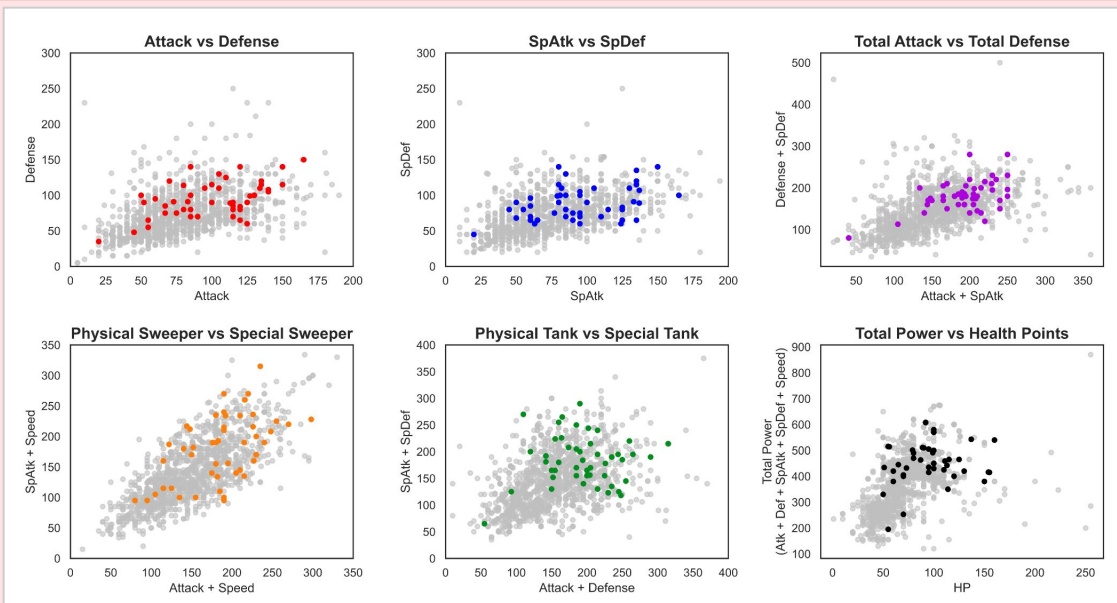 Attack vs Defense
300
250
200
150
100
50
0
Defense
0 25 50 75 100 125 150 175 200
Attack
SpAtk vs SpDef
300
250
200
150
100
50
0
SpDef
0 25 50 75 100 125 150 175 200
SpAtk
Total Attack vs Total Defense
500
400
300
200
100
Defense + SpDef
50 100 150 200 250 300 350
Attack + SpAtk
Physical Sweeper vs Special Sweeper
350
300
250
200
150
100
50
0
SpAtk + Speed
0 50 100 150 200 250 300 350
Attack + Speed
Physical Tank vs Special Tank
400
350
300
250
200
150
100
50
0
SpAtk + SpDef
0 50 100 150 200 250 300 350 400
Attack + Defense
Total Power vs Health Points
900
800
700
600
500
400
300
200
100
Total Power
(Atk + Def + SpAtk + SpDef + Speed)
0 50 100 150 200 250
HP